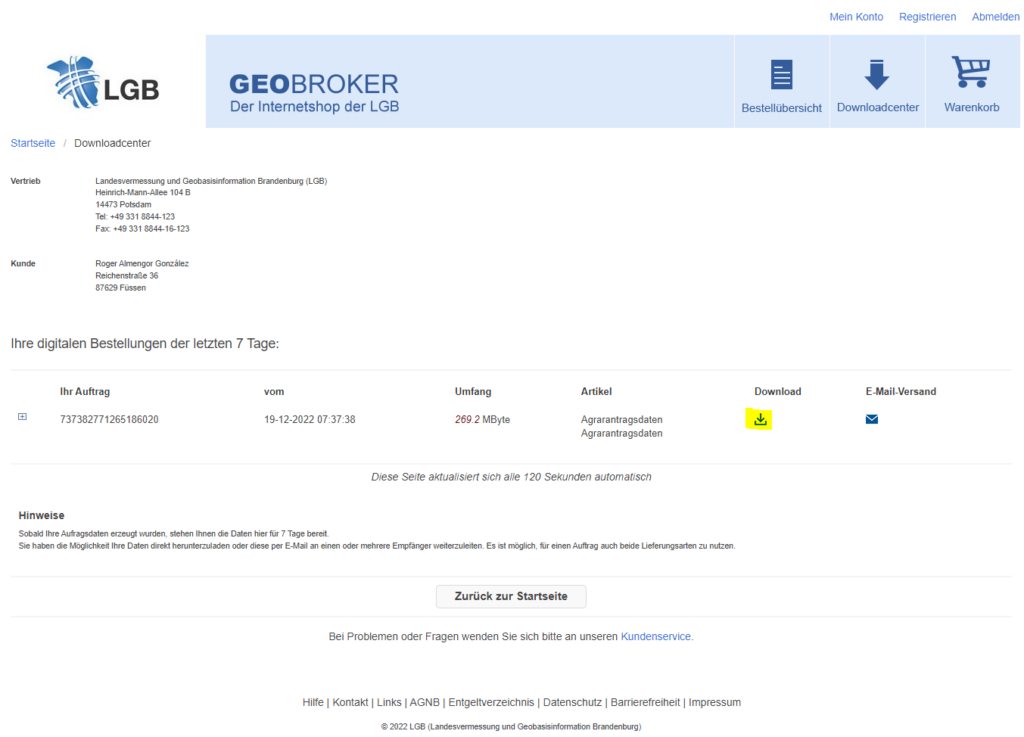 Mein Konto Registrieren Abmelden
LGB
GEOBROKER
Der Internetshop der LGB
Bestellübersicht Downloadcenter Warenkorb
Startseite / Downloadcenter
Vertrieb Landesvermessung und Geobasisinformation Brandenburg (LGB)
Heinrich-Mann-Allee 104 B
14473 Potsdam
Tel: +49 331 8844-123
Fax: +49 331 8844-16-123
Kunde Roger Almengor González
Reichenstraße 36
87629 Füssen
Ihre digitalen Bestellungen der letzten 7 Tage:
Ihr Auftrag vom Umfang Artikel Download E-Mail-Versand
737382771265186020 19-12-2022 07:37:38 269.2 MByte Agrarantragsdaten
Agrarantragsdaten
Diese Seite aktualisiert sich alle 120 Sekunden automatisch
Hinweise
Sobald Ihre Aufragsdaten erzeugt wurden, stehen Ihnen die Daten hier für 7 Tage bereit.
Sie haben die Möglichkeit Ihre Daten direkt herunterzuladen oder diese per E-Mail an einen oder mehrere Empfänger weiterzuleiten. Es ist möglich, für einen Auftrag auch beide Lieferungsarten zu nutzen.
Zurück zur Startseite
Bei Problemen oder Fragen wenden Sie sich bitte an unseren Kundenservice.
Hilfe | Kontakt | Links | AGNB | Entgeltverzeichnis | Datenschutz | Barrierefreiheit | Impressum
© 2022 LGB (Landesvermessung und Geobasisinformation Brandenburg)